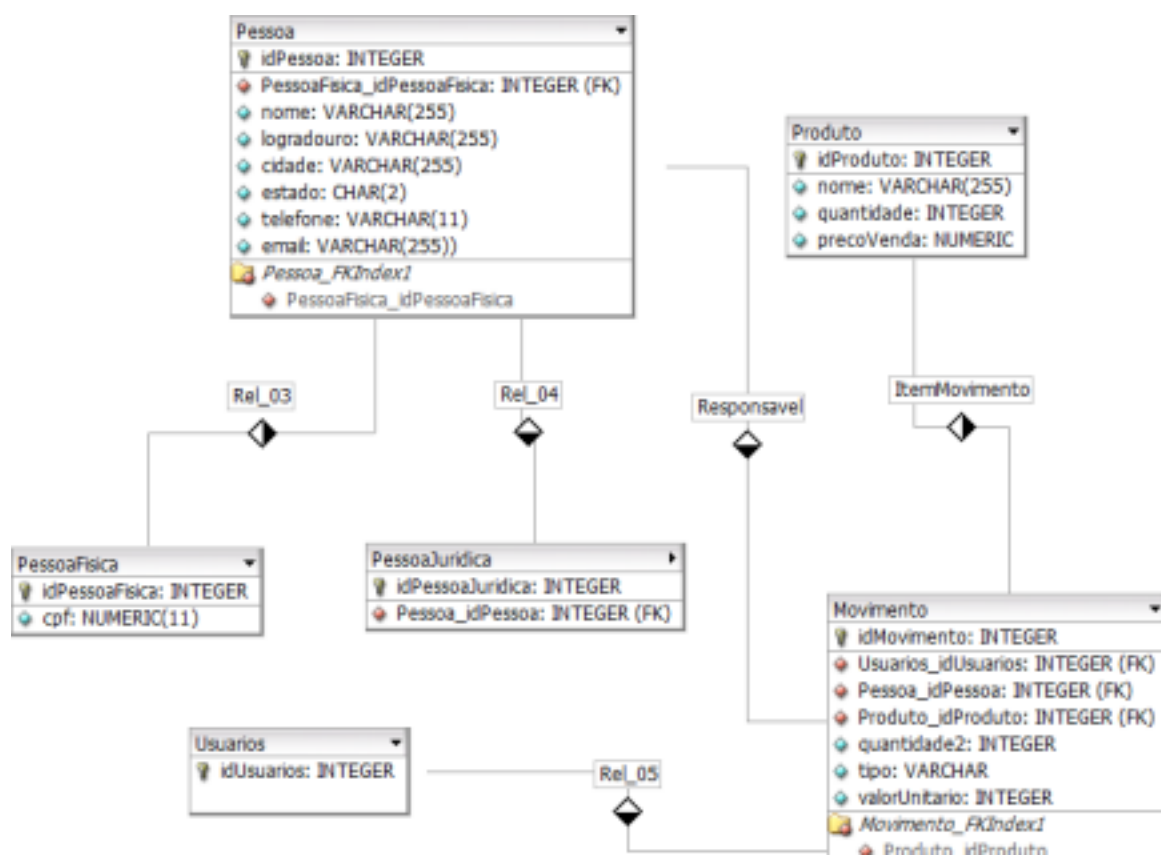 Pessoa
idPessoa: INTEGER
PessoaFisica_idPessoaFisica: INTEGER (FK)
nome: VARCHAR(255)
logradouro: VARCHAR(255)
cidade: VARCHAR(255)
estado: CHAR(2)
telefone: VARCHAR(11)
email: VARCHAR(255))
Pessoa_FKIndex1
PessoaFisica_idPessoaFisica
Produto
idProduto: INTEGER
nome: VARCHAR(255)
quantidade: INTEGER
precoVenda: NUMERIC
Rel_03
Rel_04
Responsavel
ItemMovimento
PessoaFisica
idPessoaFisica: INTEGER
cpf: NUMERIC(11)
PessoaJuridica
idPessoaJuridica: INTEGER
Pessoa_idPessoa: INTEGER (FK)
Movimento
idMovimento: INTEGER
Usuarios_idUsuarios: INTEGER (FK)
Pessoa_idPessoa: INTEGER (FK)
Produto_idProduto: INTEGER (FK)
quantidade2: INTEGER
tipo: VARCHAR
valorUnitario: INTEGER
Movimento_FKIndex1
Produto_idProduto
Usuarios
idUsuarios: INTEGER
Rel_05